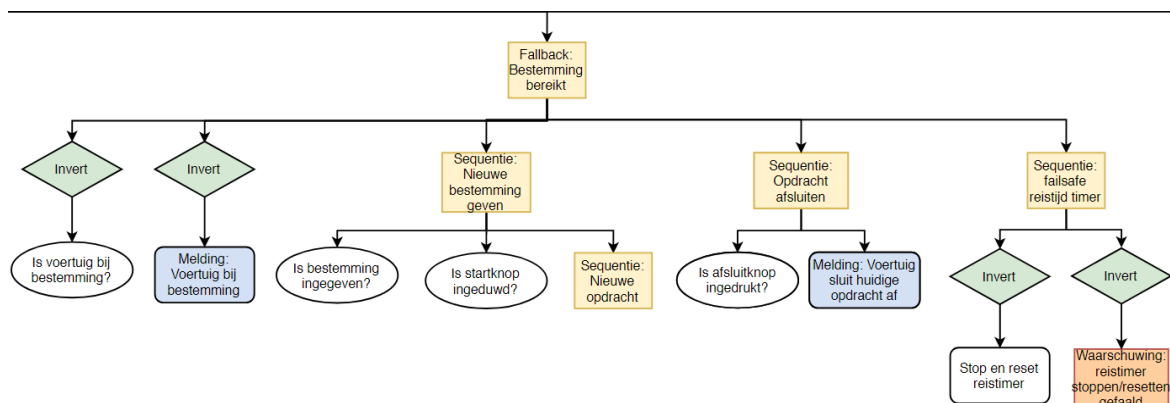 Fallback:
Bestemming
bereikt
Invert
Invert
Sequentie:
Nieuwe
bestemming
geven
Sequentie:
Opdracht
afsluiten
Sequentie:
failsafe
reistijd timer
Is voertuig bij
bestemming?
Melding:
Voertuig bij
bestemming
Is bestemming
ingegeven?
Is startknop
ingeduwd?
Sequentie:
Nieuwe
opdracht
Is afsluitknop
ingedrukt?
Melding: Voertuig
sluit huidige
opdracht af
Invert
Invert
Stop en reset
reistimer
Waarschuwing:
reistimer
stoppen/resetten
gefaald